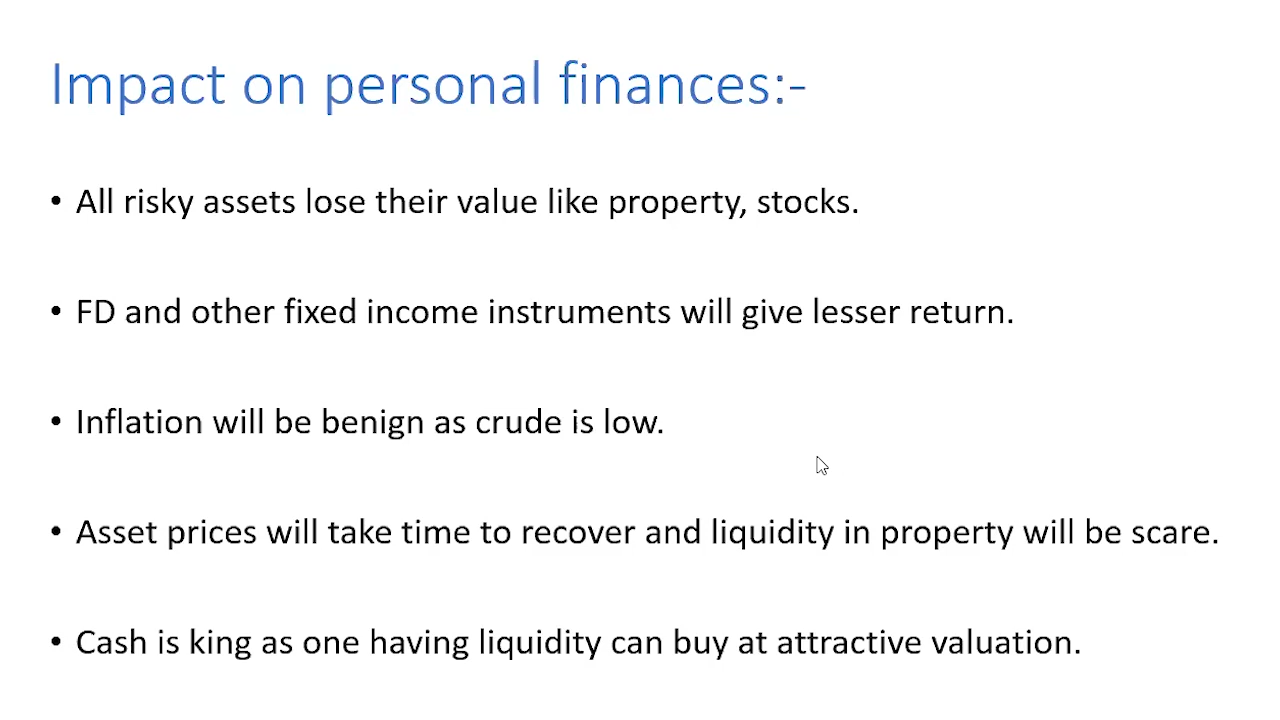 Impact on personal finances:-
• All risky assets lose their value like property, stocks.
• FD and other fixed income instruments will give lesser return.
• Inflation will be benign as crude is low.
• Asset prices will take time to recover and liquidity in property will be scare.
• Cash is king as one having liquidity can buy at attractive valuation.